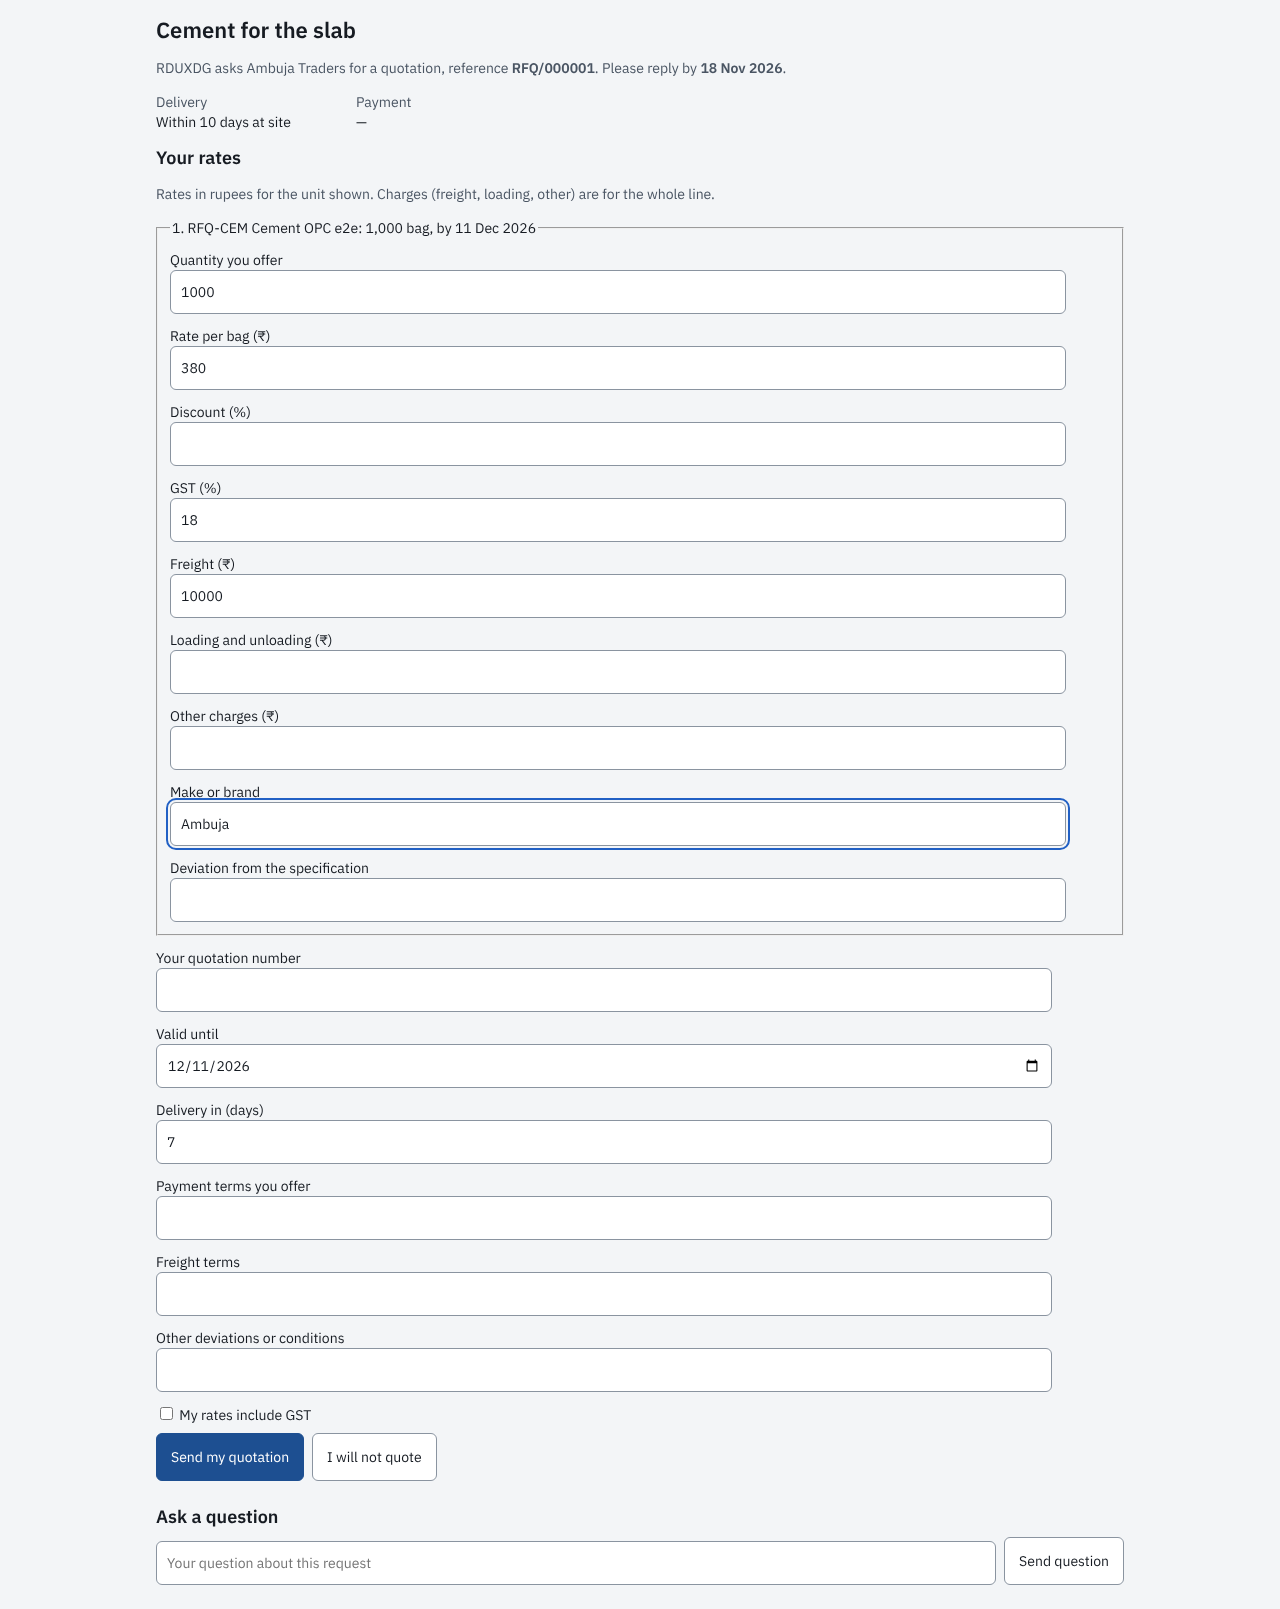 Cement for the slab
RDUXDG asks Ambuja Traders for a quotation, reference RFQ/000001. Please reply by 18 Nov 2026.
Delivery Payment
Within 10 days at site —
Your rates
Rates in rupees for the unit shown. Charges (freight, loading, other) are for the whole line.
1. RFQ-CEM Cement OPC e2e: 1,000 bag, by 11 Dec 2026
Quantity you offer
1000
Rate per bag (₹)
380
Discount (%)
GST (%)
18
Freight (₹)
10000
Loading and unloading (₹)
Other charges (₹)
Make or brand
Ambuja
Deviation from the specification
Your quotation number
Valid until
12/11/2026
Delivery in (days)
7
Payment terms you offer
Freight terms
Other deviations or conditions
My rates include GST
Send my quotation I will not quote
Ask a question
Your question about this request Send question